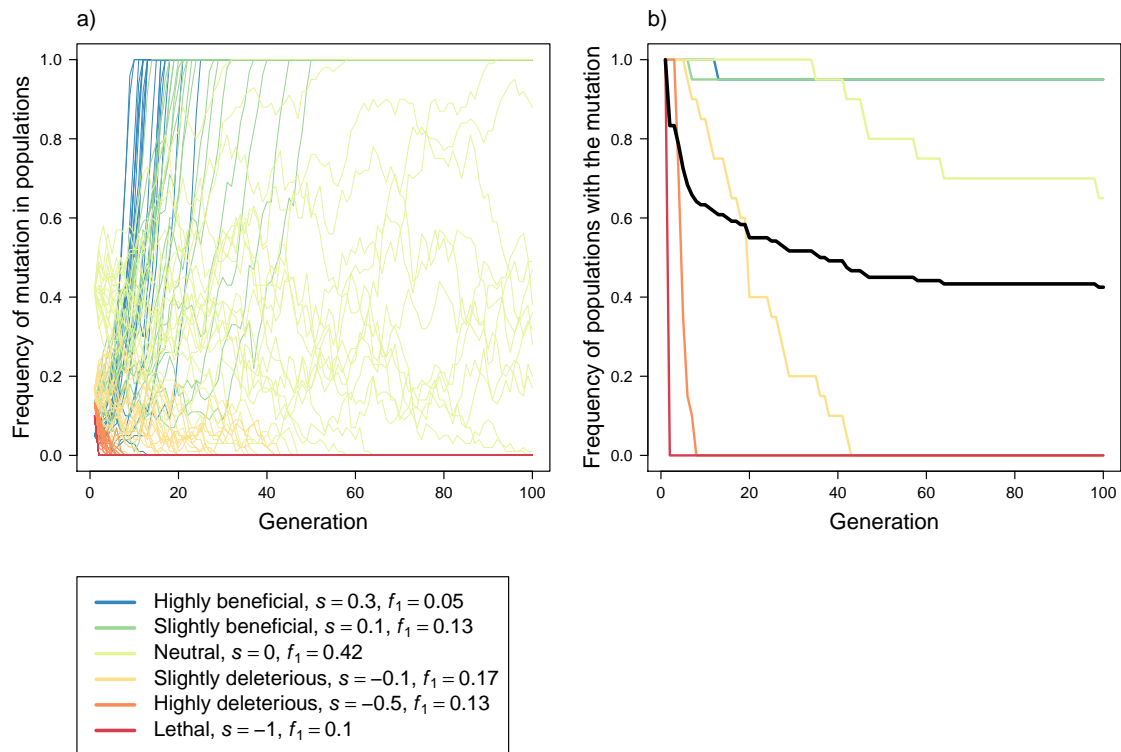 a)
Frequency of mutation in populations
1.0
0.8
0.6
0.4
0.2
0.0
0 20 40 60 80 100
Generation
b)
Frequency of populations with the mutation
1.0
0.8
0.6
0.4
0.2
0.0
0 20 40 60 80 100
Generation
Highly beneficial, s = 0.3, f₁ = 0.05
Slightly beneficial, s = 0.1, f₁ = 0.13
Neutral, s = 0, f₁ = 0.42
Slightly deleterious, s = −0.1, f₁ = 0.17
Highly deleterious, s = −0.5, f₁ = 0.13
Lethal, s = −1, f₁ = 0.1